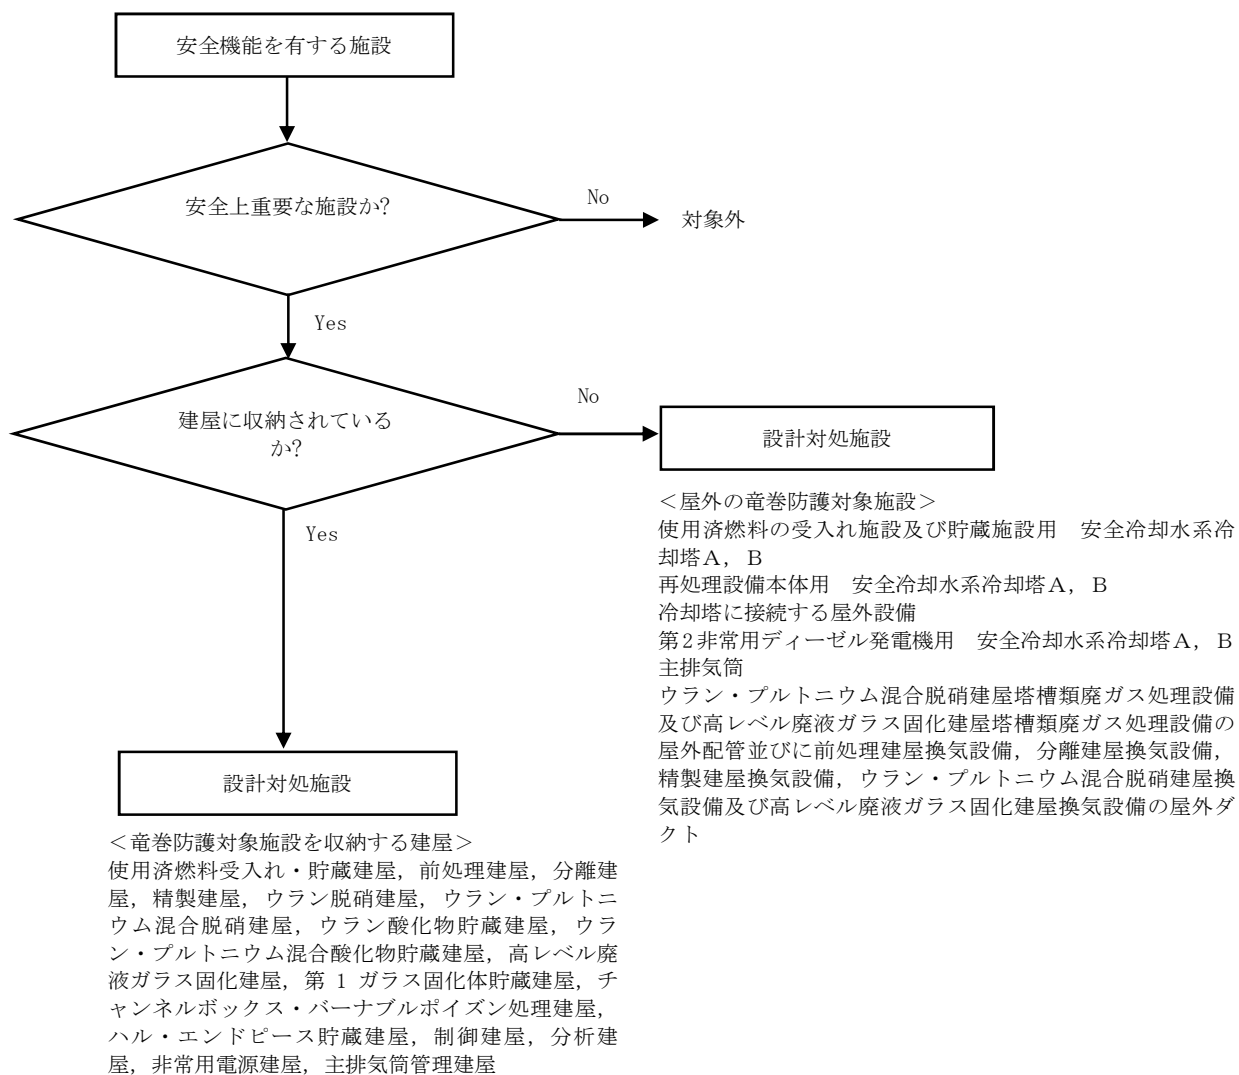 安全機能を有する施設
安全上重要な施設か?
No
対象外
Yes
建屋に収納されている
か?
No
設計対処施設
＜屋外の竜巻防護対象施設＞
使用済燃料の受入れ施設及び貯蔵施設用　安全冷却水系冷
却塔Ａ，Ｂ
再処理設備本体用　安全冷却水系冷却塔Ａ，Ｂ
冷却塔に接続する屋外設備
第2非常用ディーゼル発電機用　安全冷却水系冷却塔Ａ，Ｂ
主排気筒
ウラン・プルトニウム混合脱硝建屋塔槽類廃ガス処理設備
及び高レベル廃液ガラス固化建屋塔槽類廃ガス処理設備の
屋外配管並びに前処理建屋換気設備，分離建屋換気設備，
精製建屋換気設備，ウラン・プルトニウム混合脱硝建屋換
気設備及び高レベル廃液ガラス固化建屋換気設備の屋外ダ
クト
Yes
設計対処施設
＜竜巻防護対象施設を収納する建屋＞
使用済燃料受入れ・貯蔵建屋，前処理建屋，分離建
屋，精製建屋，ウラン脱硝建屋，ウラン・プルトニ
ウム混合脱硝建屋，ウラン酸化物貯蔵建屋，ウラ
ン・プルトニウム混合酸化物貯蔵建屋，高レベル廃
液ガラス固化建屋，第 1 ガラス固化体貯蔵建屋，チ
ャンネルボックス・バーナブルポイズン処理建屋，
ハル・エンドピース貯蔵建屋，制御建屋，分析建
屋，非常用電源建屋，主排気筒管理建屋